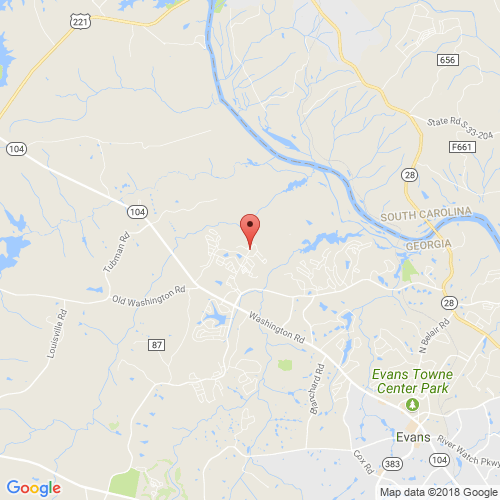 221
656
State Rd S 33-204
F661
104
28
104
SOUTH CAROLINA
GEORGIA
Tubman Rd
Old Washington Rd
28
Louisville Rd
Washington Rd
N Belair Rd
87
Blanchard Rd
Evans Towne
Center Park
Evans
River Watch Pkwy
Cox Rd
383
104
Google
Map data ©2018 Google